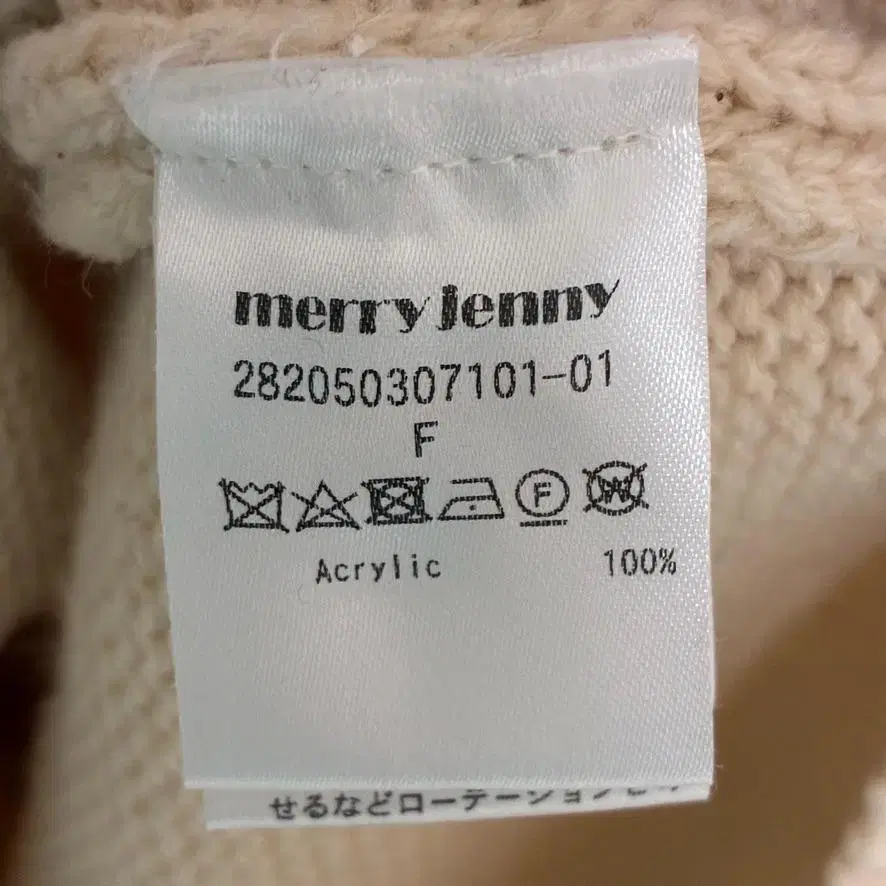 merry jenny
282050307101-01
F
F
W
Acrylic 100%
せるなどローテーション